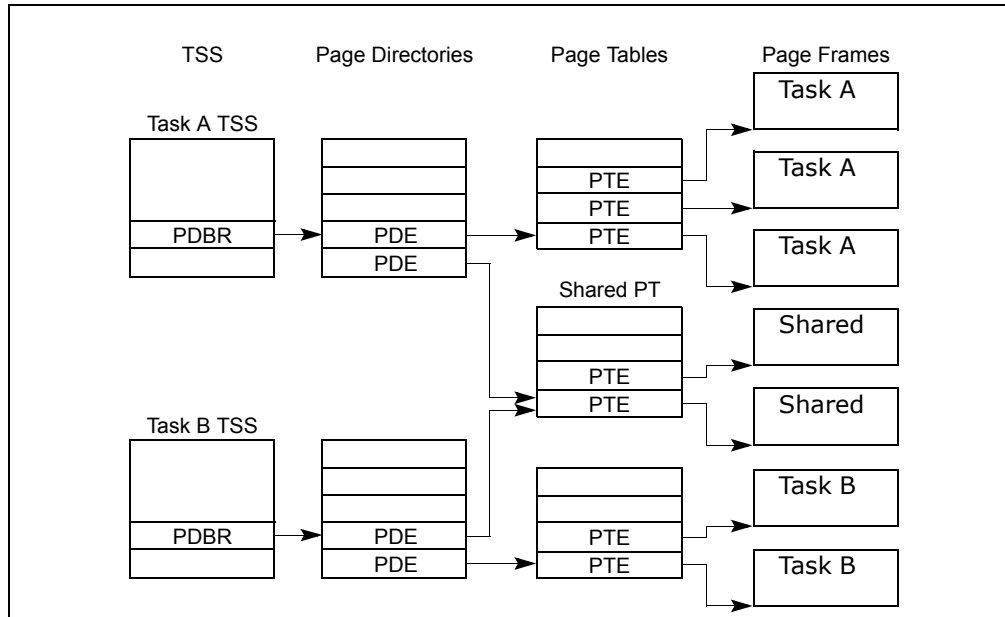 TSS Page Directories Page Tables Page Frames
Task A
Task A TSS
Task A
PTE
PTE
PDBR PDE PTE
Task A
PDE
Shared PT
Shared
PTE
PTE
Shared
Task B TSS
Task B
PDBR PDE PTE
PDE PTE
Task B